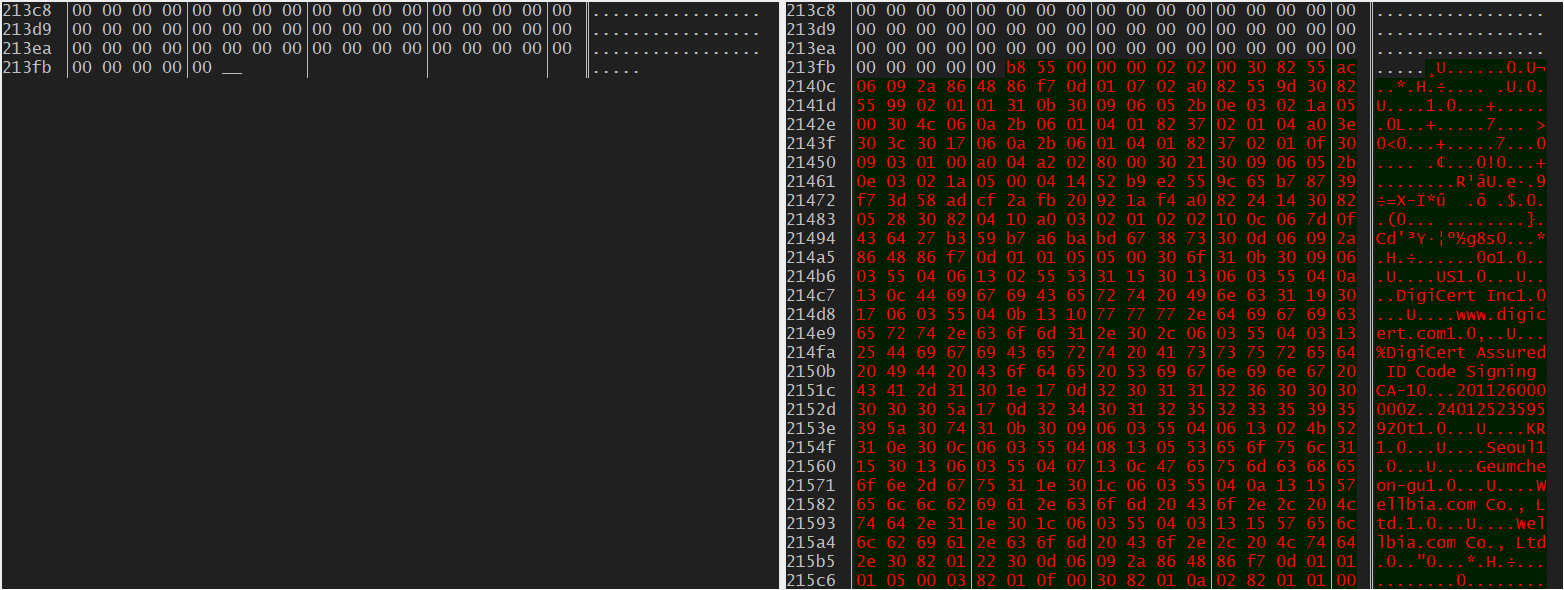 213c8 00 00 00 00 00 00 00 00 00 00 00 00 00 00 00 00 00 .................
213d9 00 00 00 00 00 00 00 00 00 00 00 00 00 00 00 00 00 .................
213ea 00 00 00 00 00 00 00 00 00 00 00 00 00 00 00 00 00 .................
213fb 00 00 00 00 00 __ .....
213c8 00 00 00 00 00 00 00 00 00 00 00 00 00 00 00 00 00 .................
213d9 00 00 00 00 00 00 00 00 00 00 00 00 00 00 00 00 00 .................
213ea 00 00 00 00 00 00 00 00 00 00 00 00 00 00 00 00 00 .................
213fb 00 00 00 00 00 b8 55 00 00 00 02 02 00 30 82 55 ac .....¸U......0.U¬
2140c 06 09 2a 86 48 86 f7 0d 01 07 02 a0 82 55 9d 30 82 ..*.H.÷.... .U.0.
2141d 55 99 02 01 01 31 0b 30 09 06 05 2b 0e 03 02 1a 05 U....1.0...+.....
2142e 00 30 4c 06 0a 2b 06 01 04 01 82 37 02 01 04 a0 3e .0L..+.....7... >
2143f 30 3c 30 17 06 0a 2b 06 01 04 01 82 37 02 01 0f 30 0<0...+.....7...0
21450 09 03 01 00 a0 04 a2 02 80 00 30 21 30 09 06 05 2b .... .¢...0!0...+
21461 0e 03 02 1a 05 00 04 14 52 b9 e2 55 9c 65 b7 87 39 ........R¹âU.e·.9
21472 f7 3d 58 ad cf 2a fb 20 92 1a f4 a0 82 24 14 30 82 ÷=X-Ï*û ..ô .$.0.
21483 05 28 30 82 04 10 a0 03 02 01 02 02 10 0c 06 7d 0f .(0... ........}.
21494 43 64 27 b3 59 b7 a6 ba bd 67 38 73 30 0d 06 09 2a Cd'³Y·¦º½g8s0...*
214a5 86 48 86 f7 0d 01 01 05 05 00 30 6f 31 0b 30 09 06 .H.÷......0o1.0..
214b6 03 55 04 06 13 02 55 53 31 15 30 13 06 03 55 04 0a .U....US1.0...U..
214c7 13 0c 44 69 67 69 43 65 72 74 20 49 6e 63 31 19 30 ..DigiCert Inc1.0
214d8 17 06 03 55 04 0b 13 10 77 77 77 2e 64 69 67 69 63 ...U....www.digic
214e9 65 72 74 2e 63 6f 6d 31 2e 30 2c 06 03 55 04 03 13 ert.com1.0,..U...
214fa 25 44 69 67 69 43 65 72 74 20 41 73 73 75 72 65 64 %DigiCert Assured
2150b 20 49 44 20 43 6f 64 65 20 53 69 67 6e 69 6e 67 20 ID Code Signing
2151c 43 41 2d 31 30 1e 17 0d 32 30 31 31 32 36 30 30 30 CA-10...201126000
2152d 30 30 30 5a 17 0d 32 34 30 31 32 35 32 33 35 39 35 000Z..24012523595
2153e 39 5a 30 74 31 0b 30 09 06 03 55 04 06 13 02 4b 52 9Z0t1.0...U....KR
2154f 31 0e 30 0c 06 03 55 04 08 13 05 53 65 6f 75 6c 31 1.0...U....Seoul1
21560 15 30 13 06 03 55 04 07 13 0c 47 65 75 6d 63 68 65 .0...U....Geumche
21571 6f 6e 2d 67 75 31 1e 30 1c 06 03 55 04 0a 13 15 57 on-gu1.0...U....W
21582 65 6c 6c 62 69 61 2e 63 6f 6d 20 43 6f 2e 2c 20 4c ellbia.com Co., L
21593 74 64 2e 31 1e 30 1c 06 03 55 04 03 13 15 57 65 6c td.1.0...U....Wel
215a4 6c 62 69 61 2e 63 6f 6d 20 43 6f 2e 2c 20 4c 74 64 lbia.com Co., Ltd
215b5 2e 30 82 01 22 30 0d 06 09 2a 86 48 86 f7 0d 01 01 .0.."0...*.H.÷...
215c6 01 05 00 03 82 01 0f 00 30 82 01 0a 02 82 01 01 00 ........0........